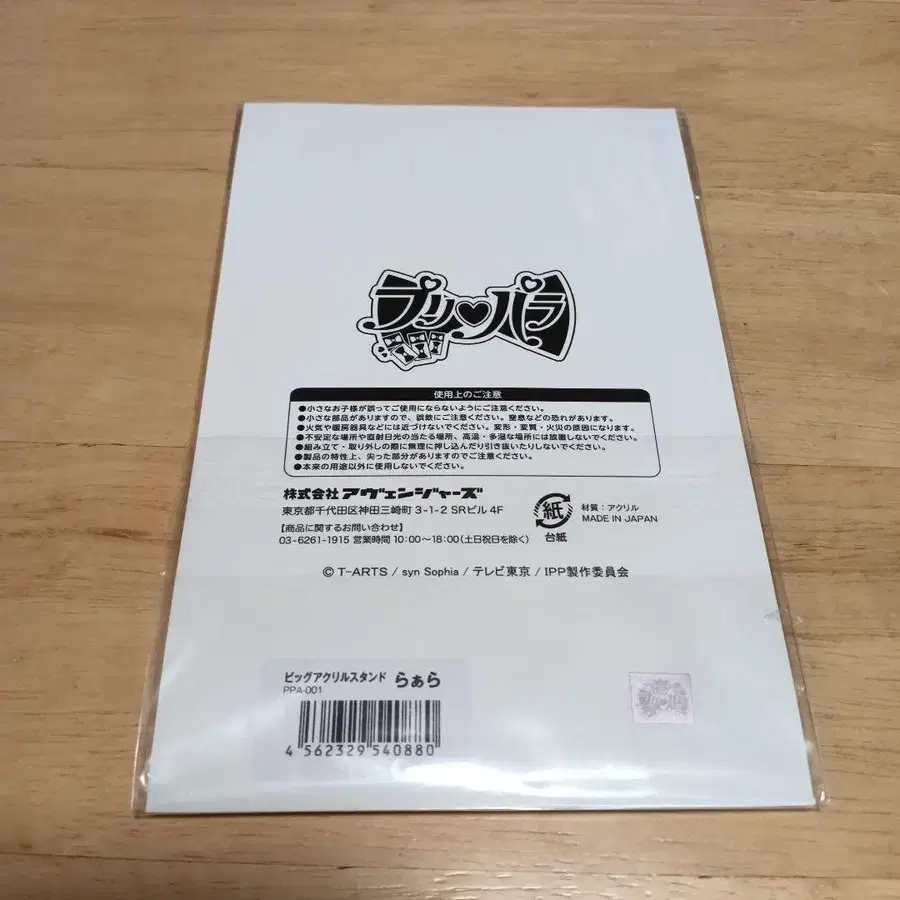 プリ♥パラ
使用上のご注意
●小さなお子様が誤ってご使用にならないようにご注意ください。
●小さな部品がありますので、誤飲にご注意ください。窒息などの恐れがあります。
●火気や暖房器具などには近づけないでください。変形・変質・火災の原因になります。
●不安定な場所や直射日光の当たる場所、高温・多湿な場所には放置しないでください。
●組み立て・取り外しの際に無理に押し込んだり引き抜いたりしないでください。
●製品の特性上、尖った部分がありますのでご注意ください。
●本来の用途以外に使用しないでください。
株式会社 アヴェンジャーズ
東京都千代田区神田三崎町 3-1-2 SRビル 4F
【商品に関するお問い合わせ】
03-6261-1915 営業時間 10:00～18:00(土日祝日を除く)
紙
台紙
材質:アクリル
MADE IN JAPAN
© T-ARTS / syn Sophia / テレビ東京 / IPP製作委員会
ビッグアクリルスタンド らぁら
PPA-001
4 562329 540880